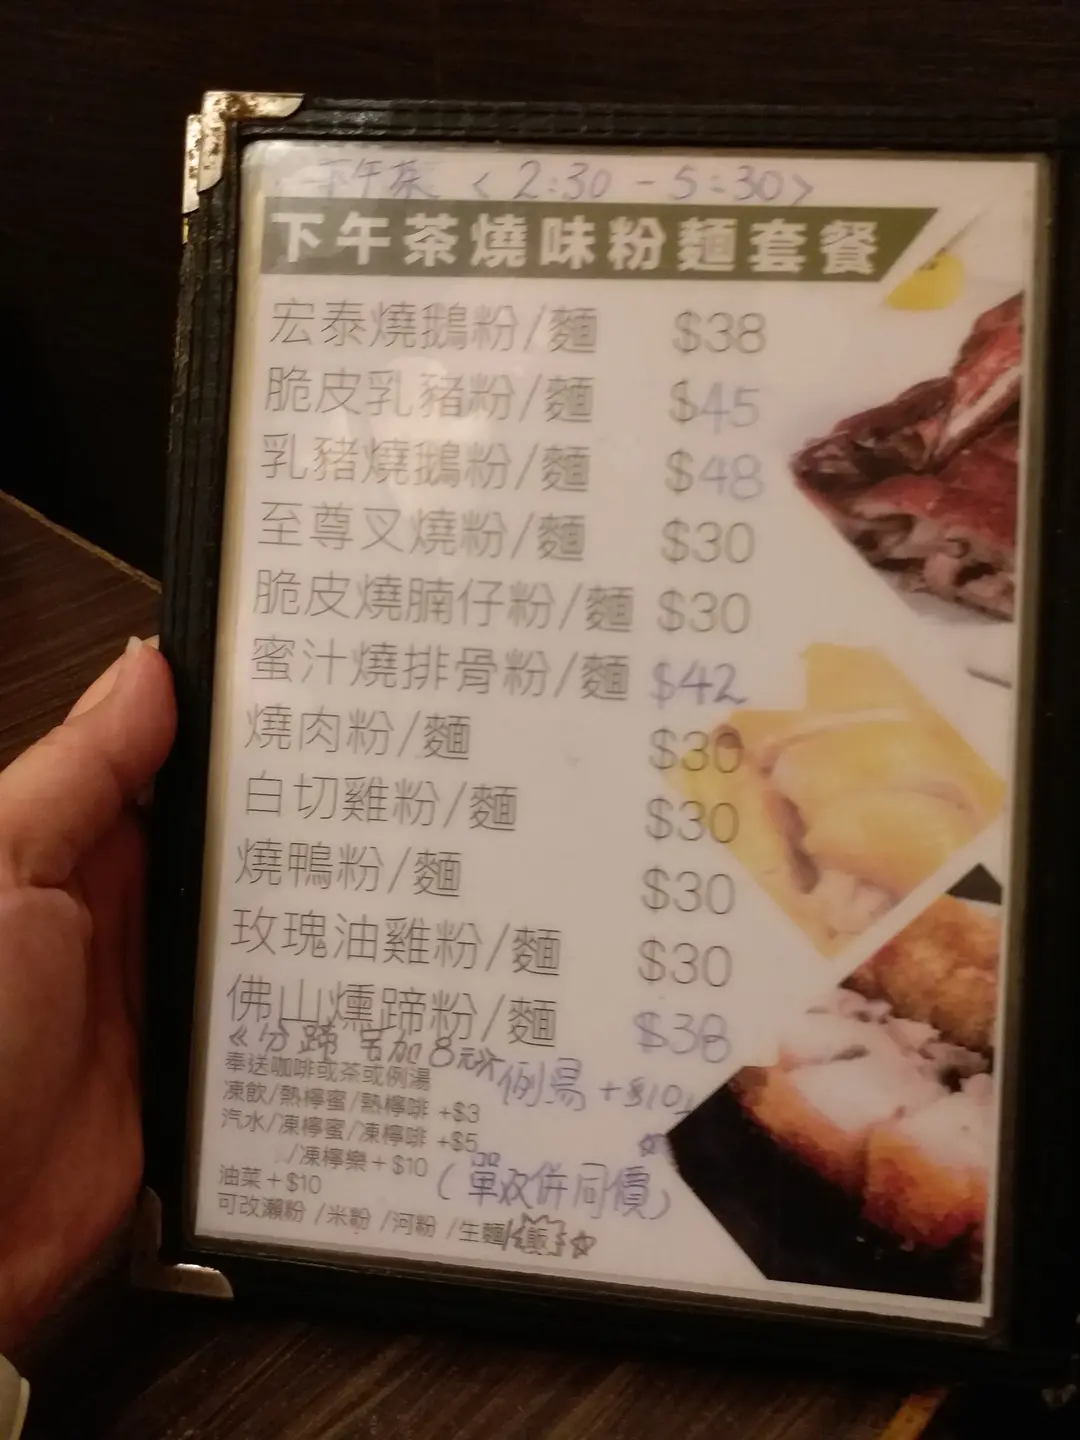 下午茶 < 2:30 - 5:30 >
下午茶燒味粉麵套餐
宏泰燒鵝粉/麵 $38
脆皮乳豬粉/麵 $45
乳豬燒鵝粉/麵 $48
至尊叉燒粉/麵 $30
脆皮燒腩仔粉/麵 $30
蜜汁燒排骨粉/麵 $42
燒肉粉/麵 $30
白切雞粉/麵 $30
燒鴨粉/麵 $30
玫瑰油雞粉/麵 $30
佛山燻蹄粉/麵 $38
蹄 加8元
奉送咖啡或茶或例湯 例湯 +$10
凍飲/熱檸蜜/熱檸啡 +$3
汽水/凍檸蜜/凍檸啡 +$5
/凍檸樂+$10 (單改併同價)
油菜+$10
可改瀨粉 /米粉 /河粉 /生麵/飯